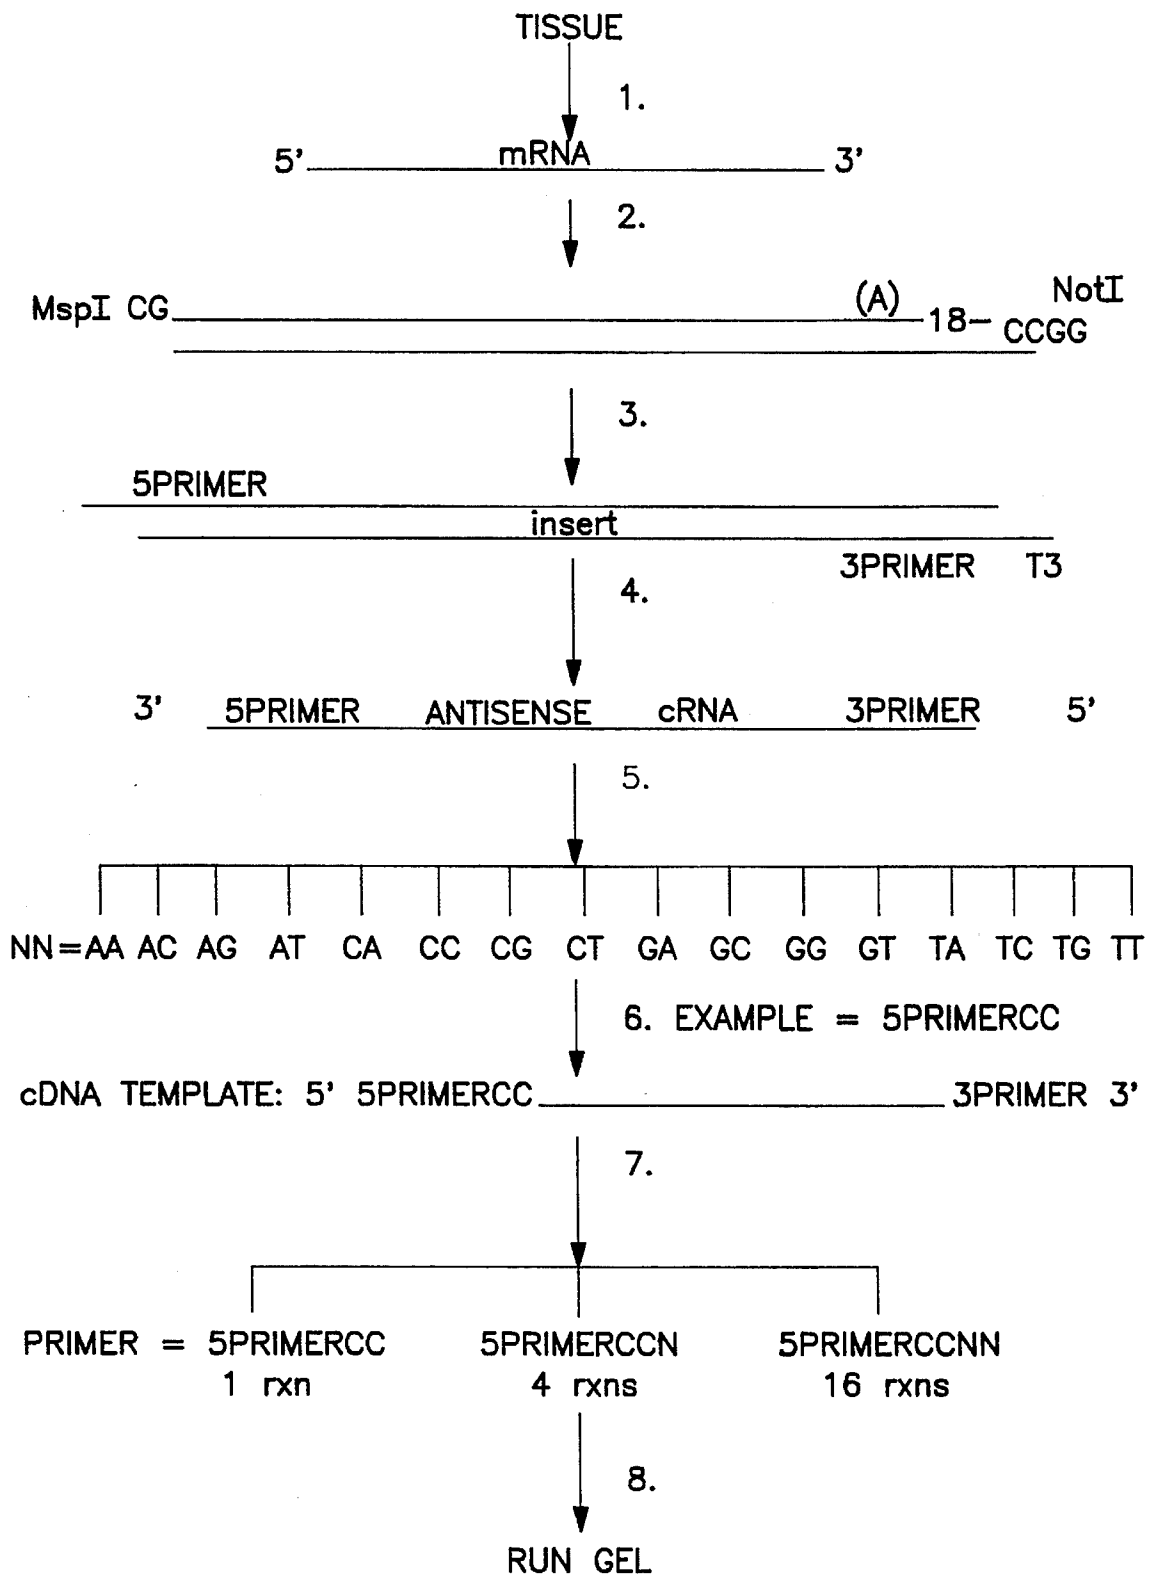 TISSUE
1.
5' mRNA 3'
2.
MspI CG (A) 18- NotI
CCGG
3.
5PRIMER
insert
3PRIMER T3
4.
3' 5PRIMER ANTISENSE cRNA 3PRIMER 5'
5.
NN=AA AC AG AT CA CC CG CT GA GC GG GT TA TC TG TT
6. EXAMPLE = 5PRIMERCC
cDNA TEMPLATE: 5' 5PRIMERCC 3PRIMER 3'
7.
PRIMER = 5PRIMERCC 5PRIMERCCN 5PRIMERCCNN
1 rxn 4 rxns 16 rxns
8.
RUN GEL